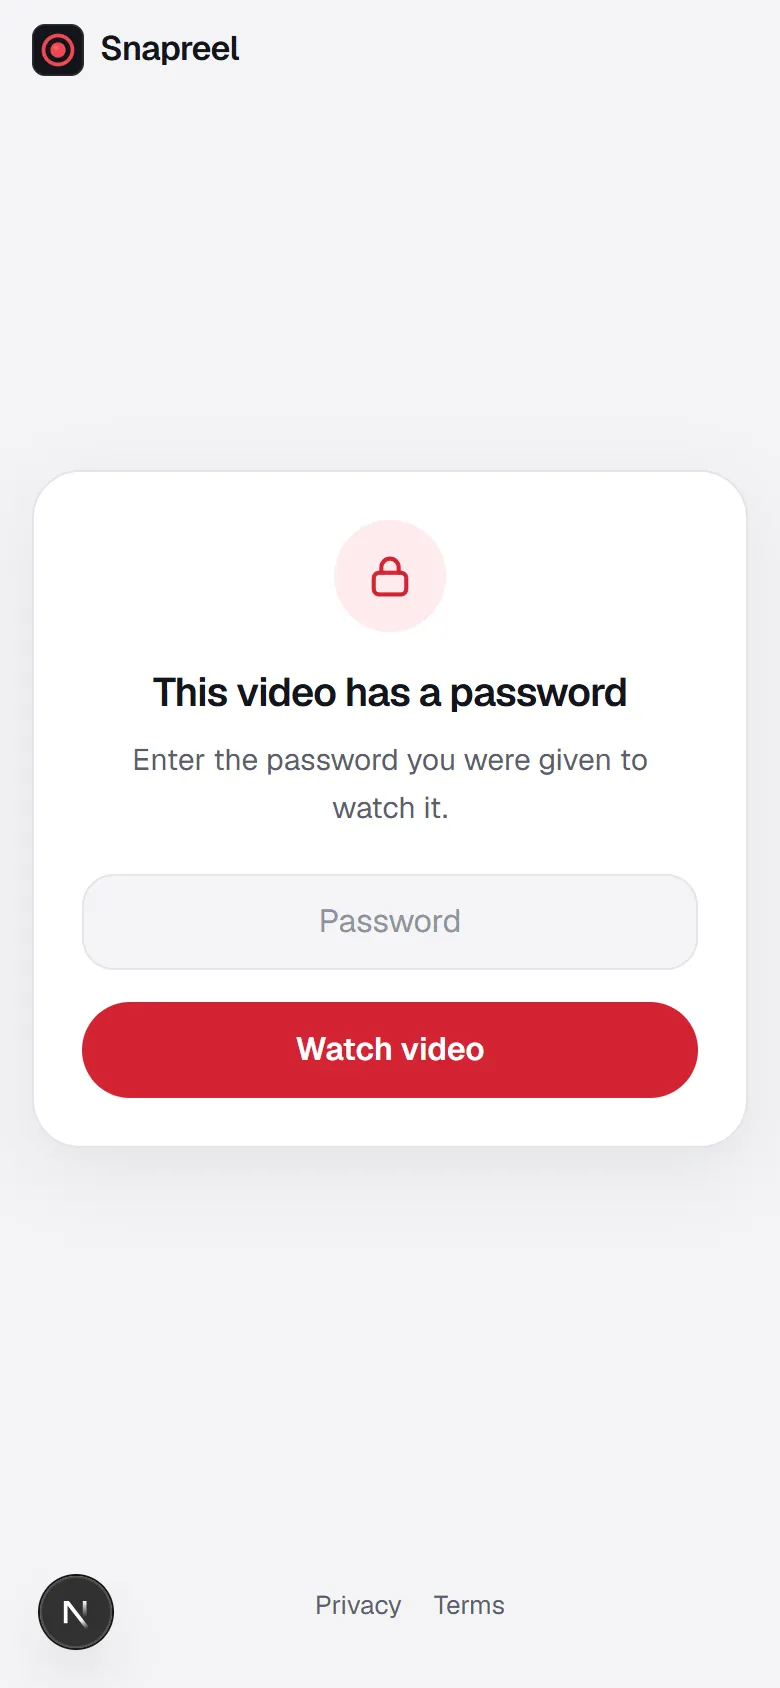 Snapreel
This video has a password
Enter the password you were given to
watch it.
Password
Watch video
N
Privacy Terms